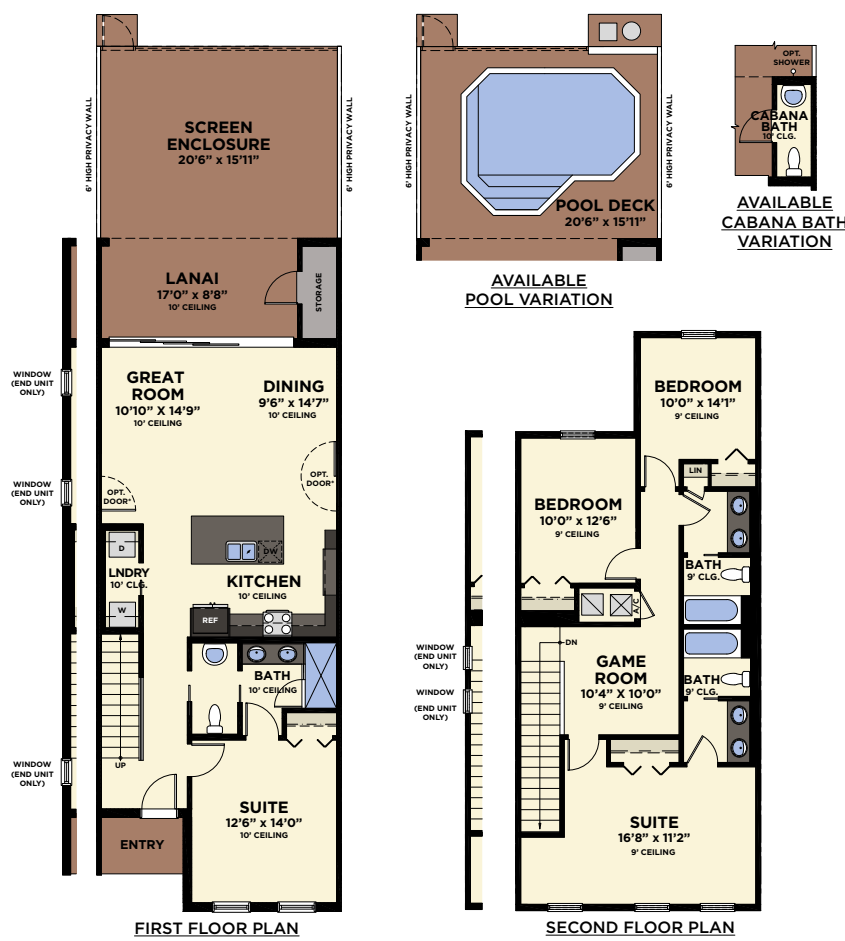 6' HIGH PRIVACY WALL
SCREEN
ENCLOSURE
20'6" x 15'11"
6' HIGH PRIVACY WALL
LANAI
17'0" x 8'8"
10' CEILING
STORAGE
WINDOW
(END UNIT
ONLY)
GREAT
ROOM
10'10" X 14'9"
10' CEILING
DINING
9'6" x 14'7"
10' CEILING
WINDOW
(END UNIT
ONLY)
OPT.
DOOR*
OPT.
DOOR*
D
LNDRY
10' CLG.
W
DW
KITCHEN
10' CEILING
REF
BATH
10' CEILING
UP
WINDOW
(END UNIT
ONLY)
SUITE
12'6" x 14'0"
10' CEILING
ENTRY
FIRST FLOOR PLAN
6' HIGH PRIVACY WALL
6' HIGH PRIVACY WALL
POOL DECK
20'6" x 15'11"
AVAILABLE
POOL VARIATION
OPT.
SHOWER
CABANA
BATH
10' CLG.
AVAILABLE
CABANA BATH
VARIATION
BEDROOM
10'0" x 14'1"
9' CEILING
LIN
BEDROOM
10'0" x 12'6"
9' CEILING
BATH
9' CLG.
A/C
DN
WINDOW
(END UNIT
ONLY)
WINDOW
(END UNIT
ONLY)
GAME
ROOM
10'4" X 10'0"
9' CEILING
BATH
9' CLG.
SUITE
16'8" x 11'2"
9' CEILING
SECOND FLOOR PLAN